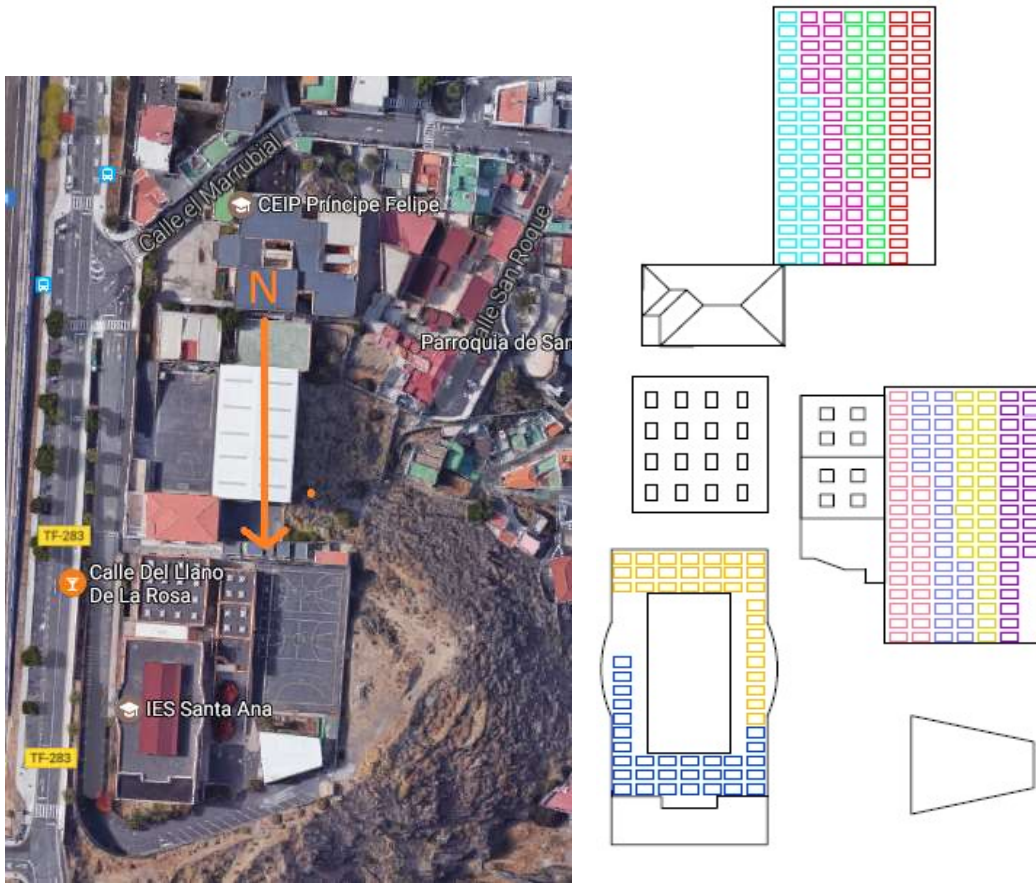 Calle el Marrubial
CEIP Príncipe Felipe
N
Calle San Roque
Parroquia de San
TF-283
Calle Del Llano
De La Rosa
IES Santa Ana
TF-283